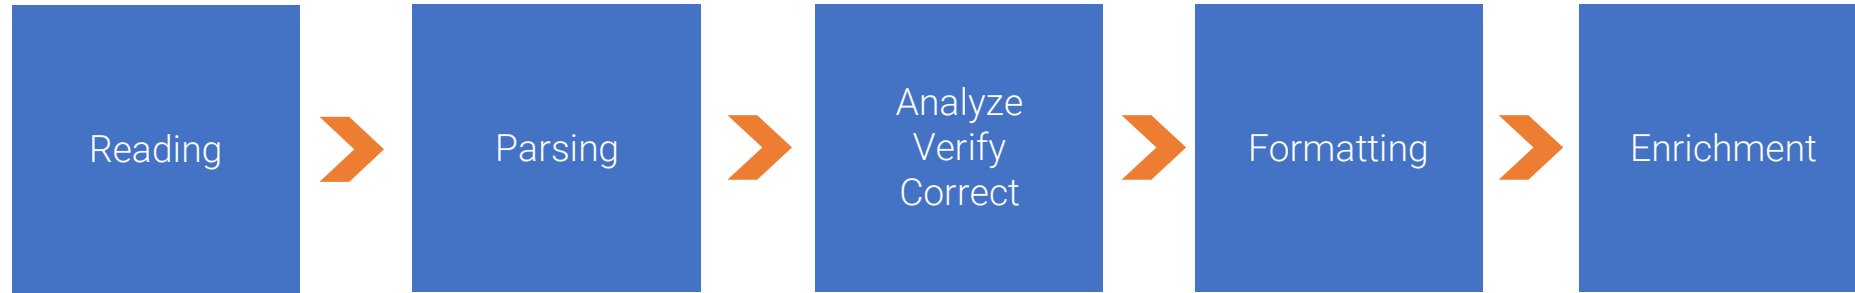 Reading
Parsing
Analyze
Verify
Correct
Formatting
Enrichment